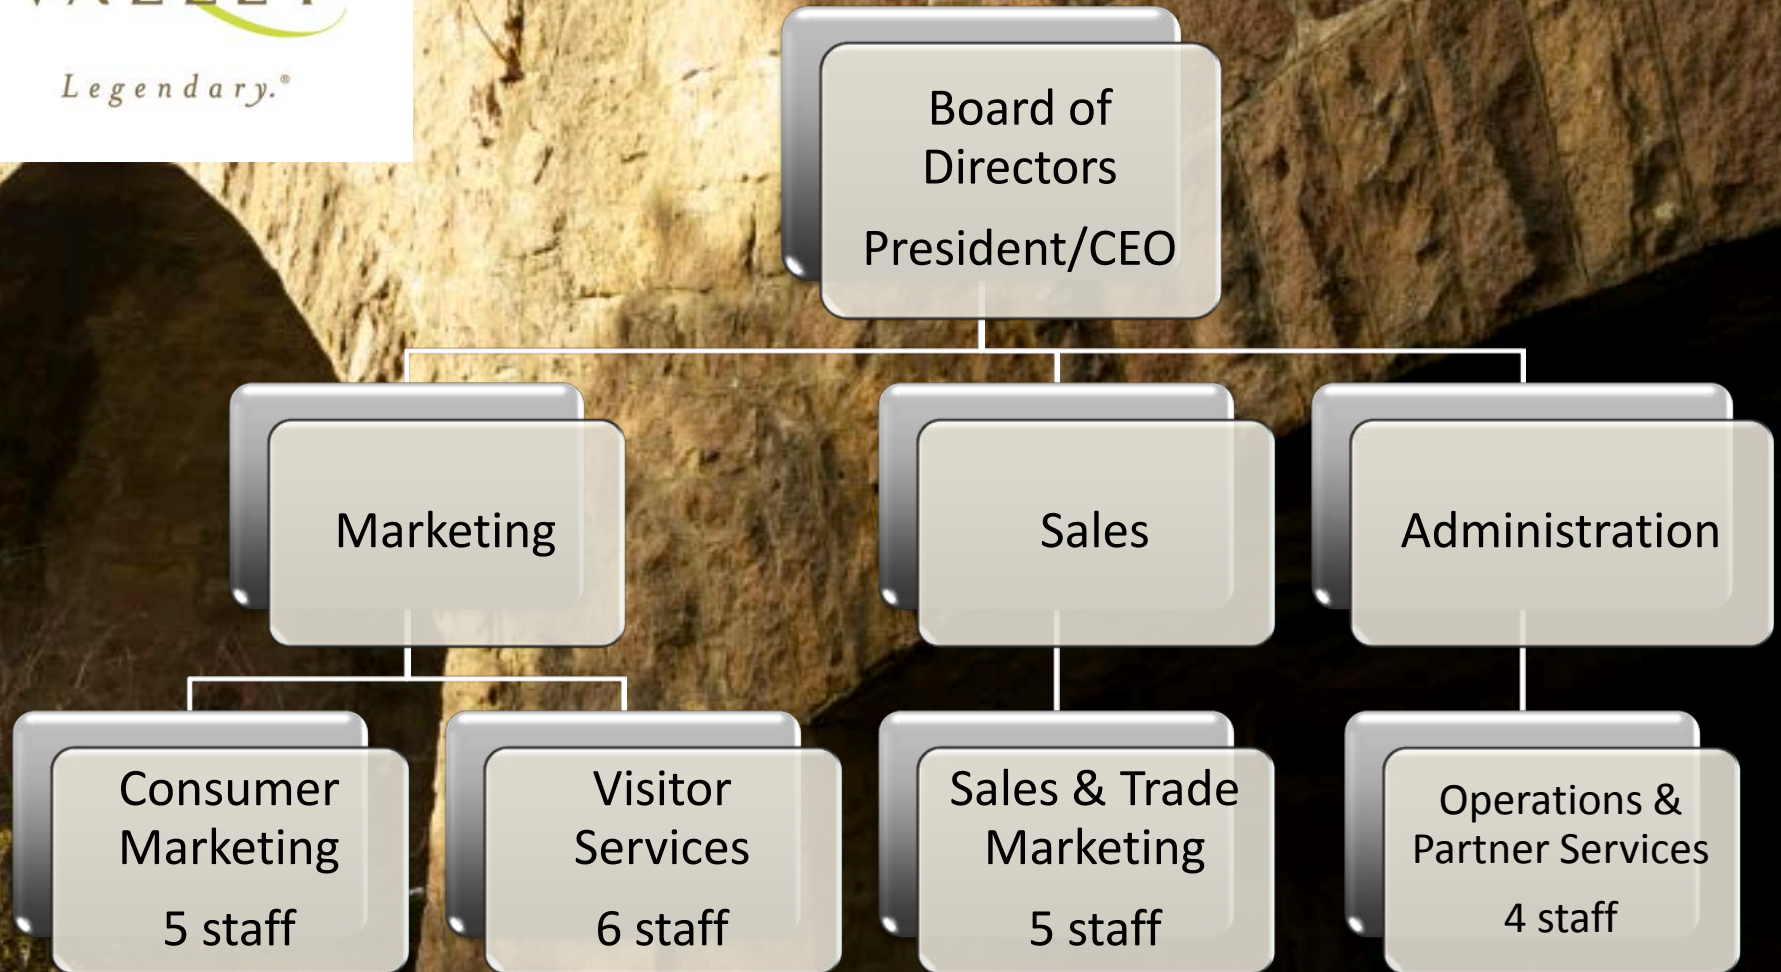 Legendary.®
Board of
Directors
President/CEO
Marketing
Sales
Administration
Consumer
Marketing
5 staff
Visitor
Services
6 staff
Sales & Trade
Marketing
5 staff
Operations &
Partner Services
4 staff